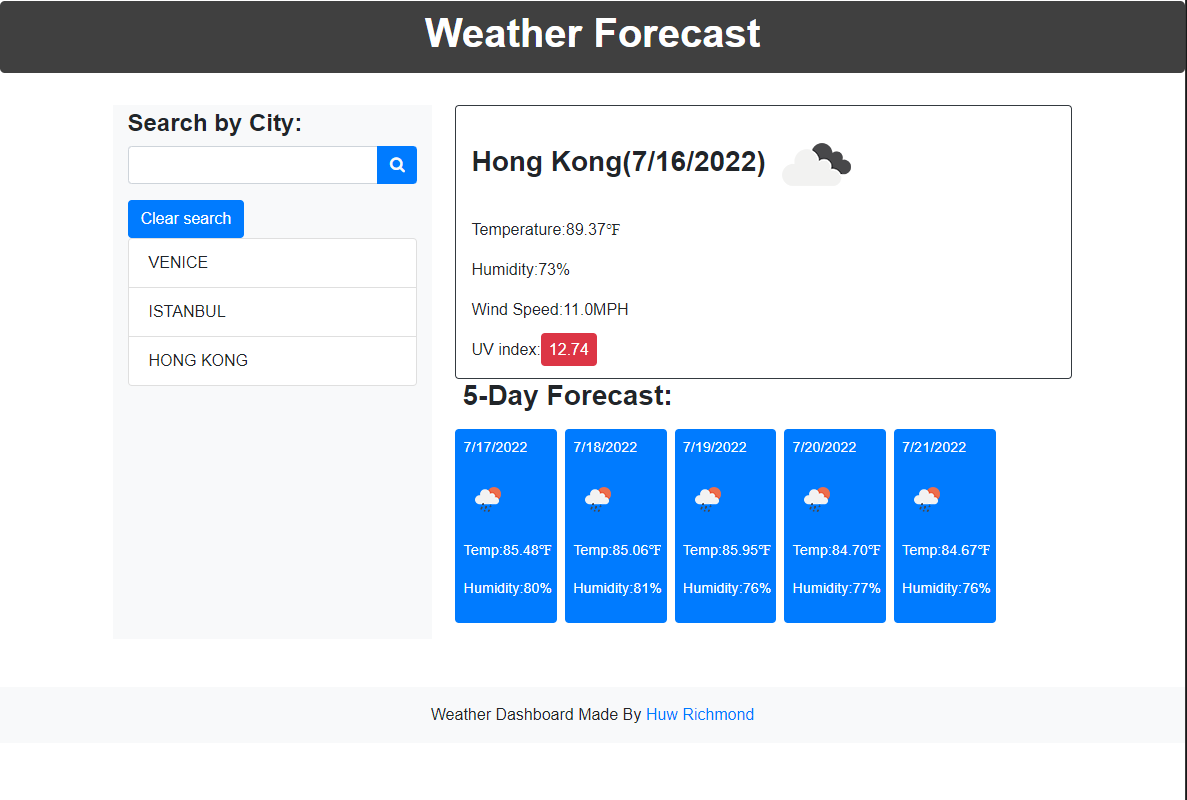 Weather Forecast
Search by City:
Clear search
VENICE
ISTANBUL
HONG KONG
Hong Kong(7/16/2022)
Temperature:89.37℉
Humidity:73%
Wind Speed:11.0MPH
UV index:12.74
5-Day Forecast:
7/17/2022
Temp:85.48℉
Humidity:80%
7/18/2022
Temp:85.06℉
Humidity:81%
7/19/2022
Temp:85.95℉
Humidity:76%
7/20/2022
Temp:84.70℉
Humidity:77%
7/21/2022
Temp:84.67℉
Humidity:76%
Weather Dashboard Made By Huw Richmond